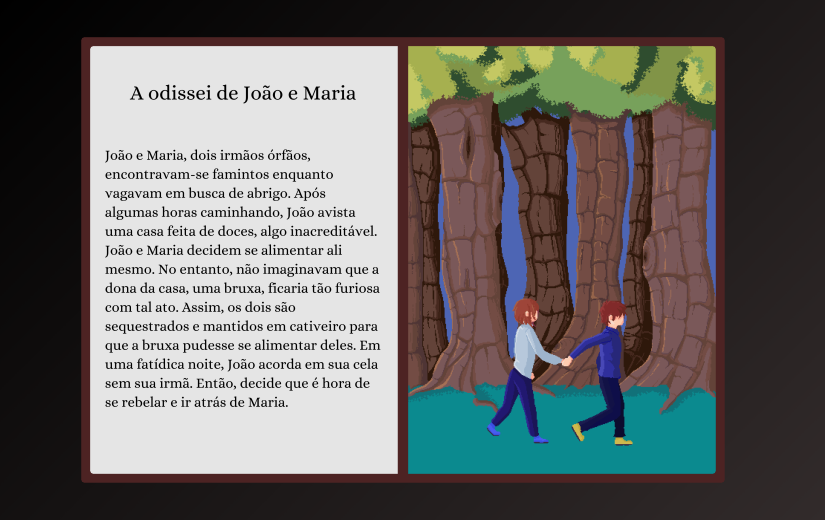 A odissei de João e Maria
João e Maria, dois irmãos órfãos,
encontravam-se famintos enquanto
vagavam em busca de abrigo. Após
algumas horas caminhando, João avista
uma casa feita de doces, algo inacreditável.
João e Maria decidem se alimentar ali
mesmo. No entanto, não imaginavam que a
dona da casa, uma bruxa, ficaria tão furiosa
com tal ato. Assim, os dois são
sequestrados e mantidos em cativeiro para
que a bruxa pudesse se alimentar deles. Em
uma fatídica noite, João acorda em sua cela
sem sua irmã. Então, decide que é hora de
se rebelar e ir atrás de Maria.